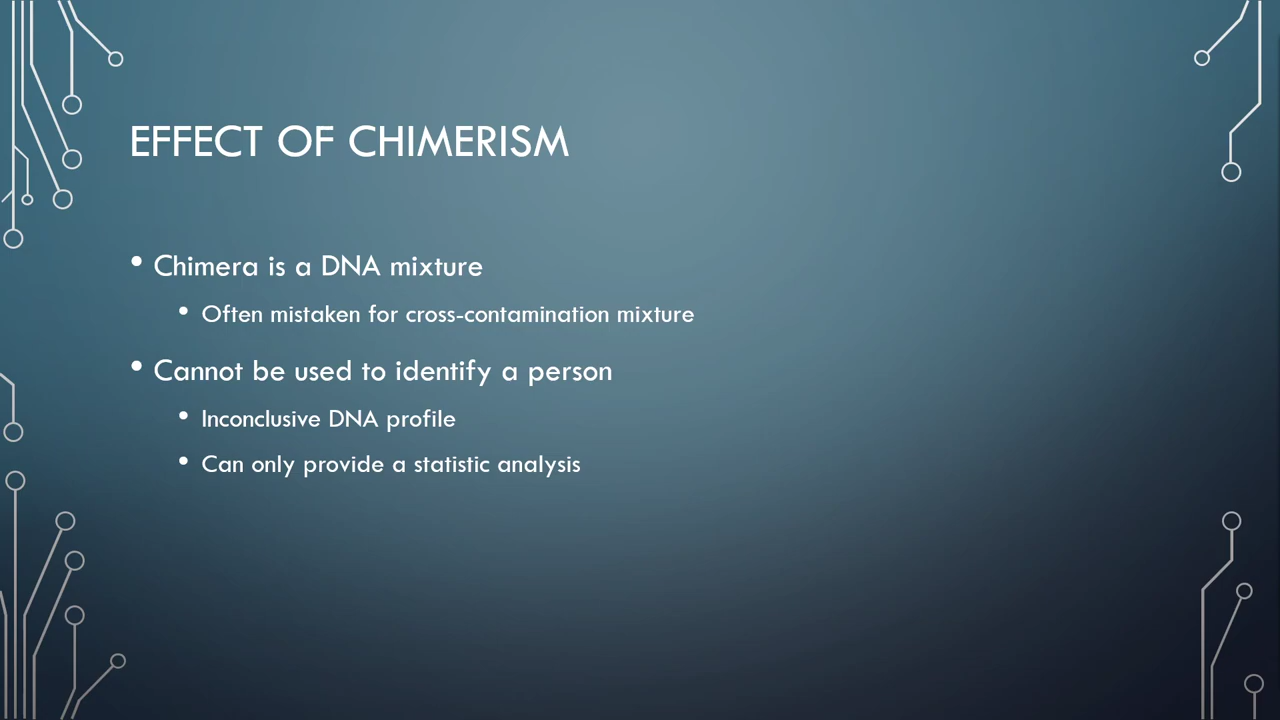 EFFECT OF CHIMERISM
• Chimera is a DNA mixture
• Often mistaken for cross-contamination mixture
• Cannot be used to identify a person
• Inconclusive DNA profile
• Can only provide a statistic analysis